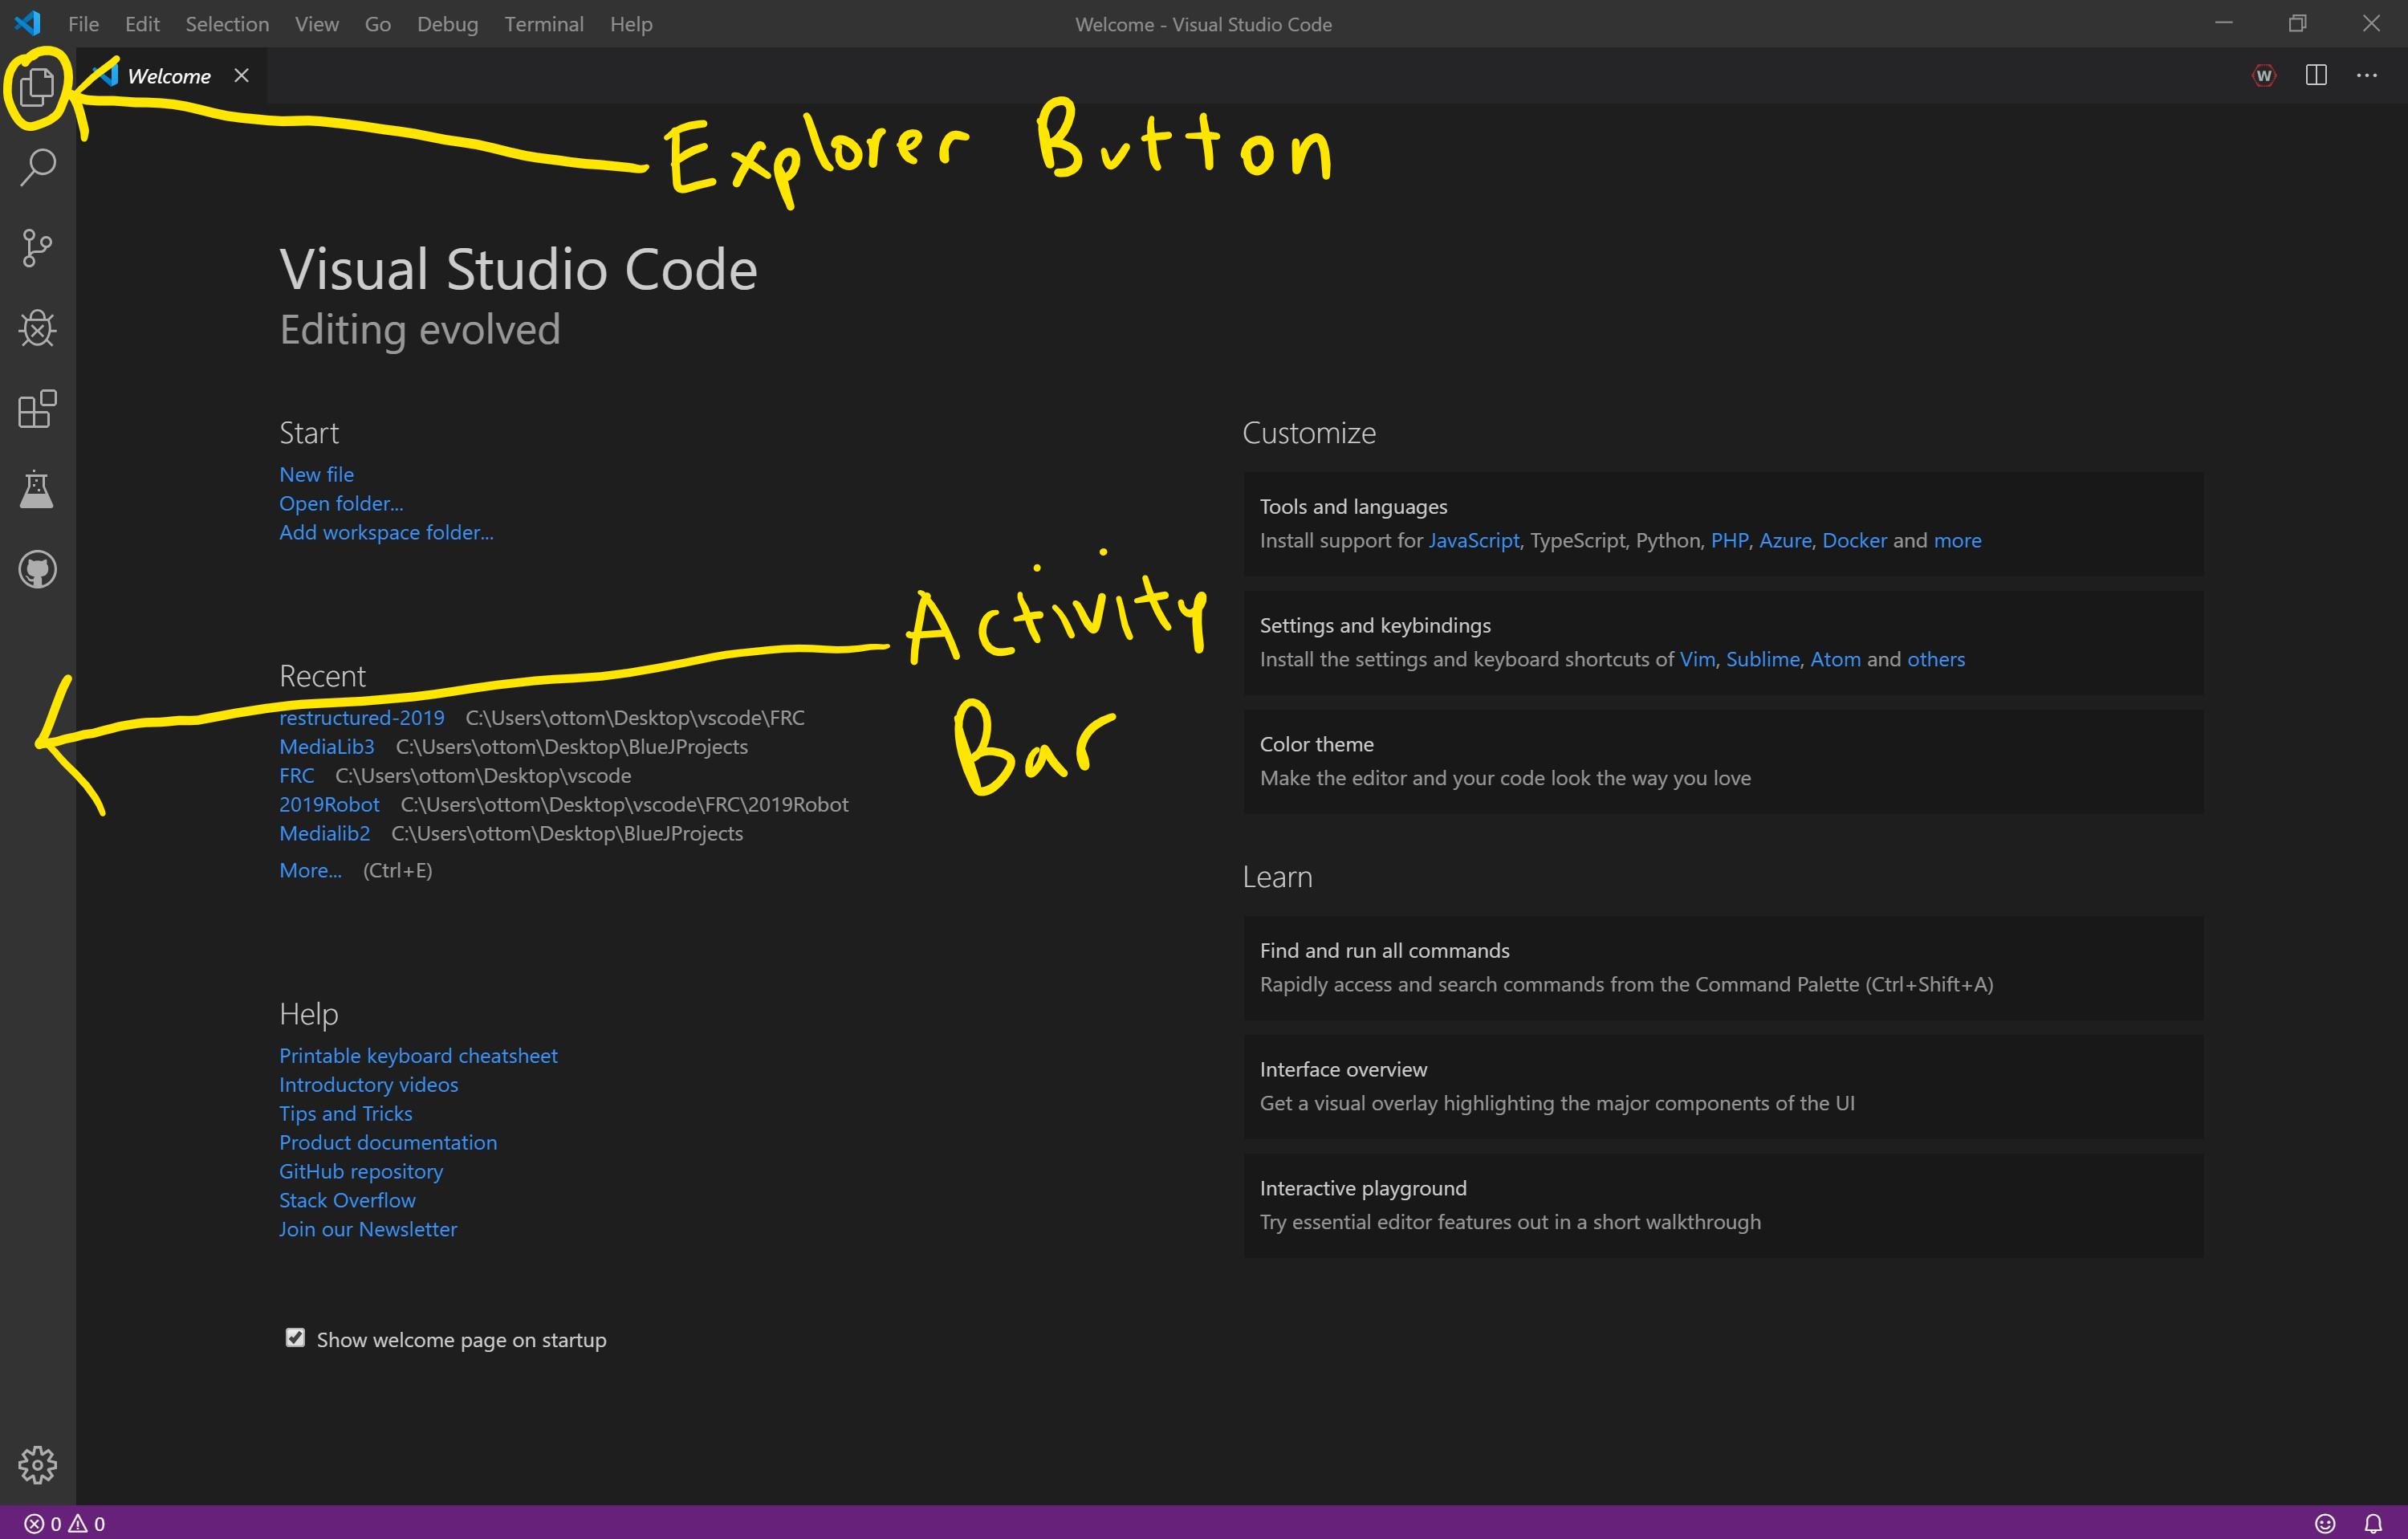 File Edit Selection View Go Debug Terminal Help Welcome - Visual Studio Code
Welcome
W
Explorer Button
Visual Studio Code
Editing evolved
Start
New file
Open folder...
Add workspace folder...
Activity
Bar
Recent
restructured-2019 C:\Users\ottom\Desktop\vscode\FRC
MediaLib3 C:\Users\ottom\Desktop\BlueJProjects
FRC C:\Users\ottom\Desktop\vscode
2019Robot C:\Users\ottom\Desktop\vscode\FRC\2019Robot
Medialib2 C:\Users\ottom\Desktop\BlueJProjects
More... (Ctrl+E)
Help
Printable keyboard cheatsheet
Introductory videos
Tips and Tricks
Product documentation
GitHub repository
Stack Overflow
Join our Newsletter
Show welcome page on startup
Customize
Tools and languages
Install support for JavaScript, TypeScript, Python, PHP, Azure, Docker and more
Settings and keybindings
Install the settings and keyboard shortcuts of Vim, Sublime, Atom and others
Color theme
Make the editor and your code look the way you love
Learn
Find and run all commands
Rapidly access and search commands from the Command Palette (Ctrl+Shift+A)
Interface overview
Get a visual overlay highlighting the major components of the UI
Interactive playground
Try essential editor features out in a short walkthrough
0 0